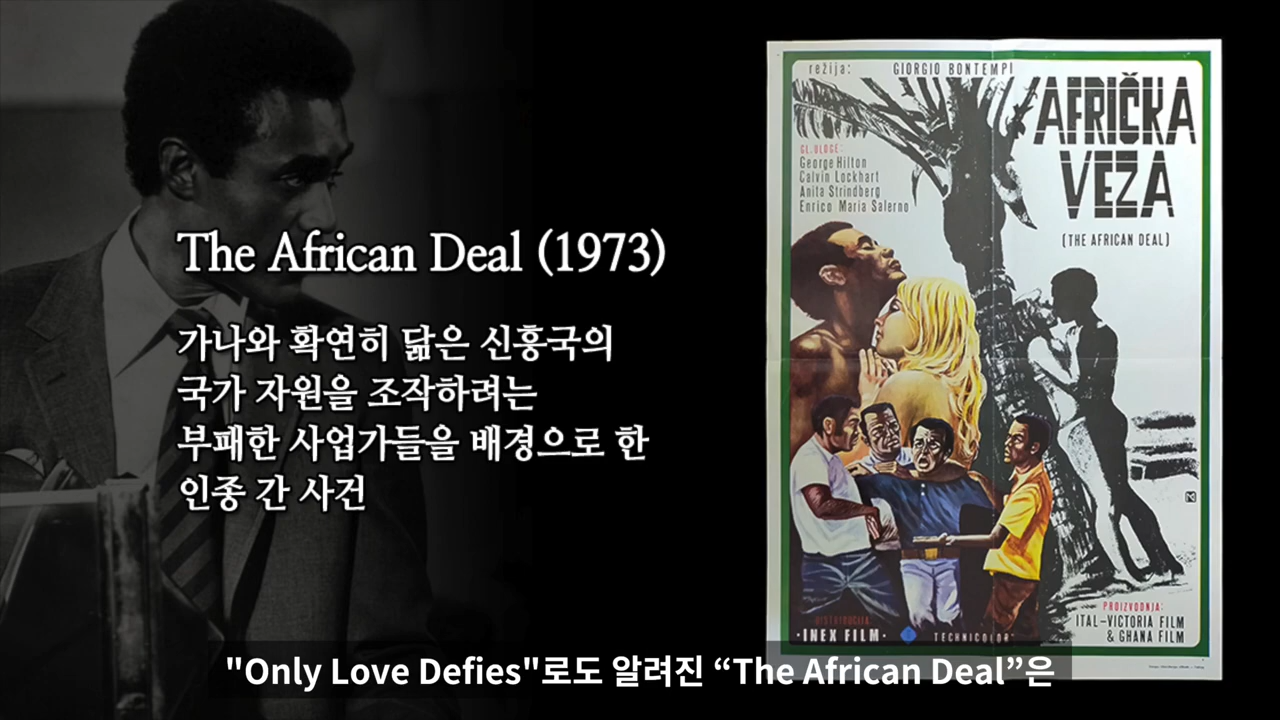 The African Deal (1973)
가나와 확연히 닮은 신흥국의
국가 자원을 조작하려는
부패한 사업가들을 배경으로 한
인종 간 사건
režija: GIORGIO BONTEMPI
AFRIČKA
VEZA
(THE AFRICAN DEAL)
GL. ULOGE:
George Hilton
Calvin Lockhart
Anita Strindberg
Enrico Maria Salerno
DISTRIBUCIJA:
·INEX FILM·
TECHNICOLOR
PROIZVODNJA:
ITAL-VICTORIA FILM
& GHANA FILM
"Only Love Defies"로도 알려진 “The African Deal”은